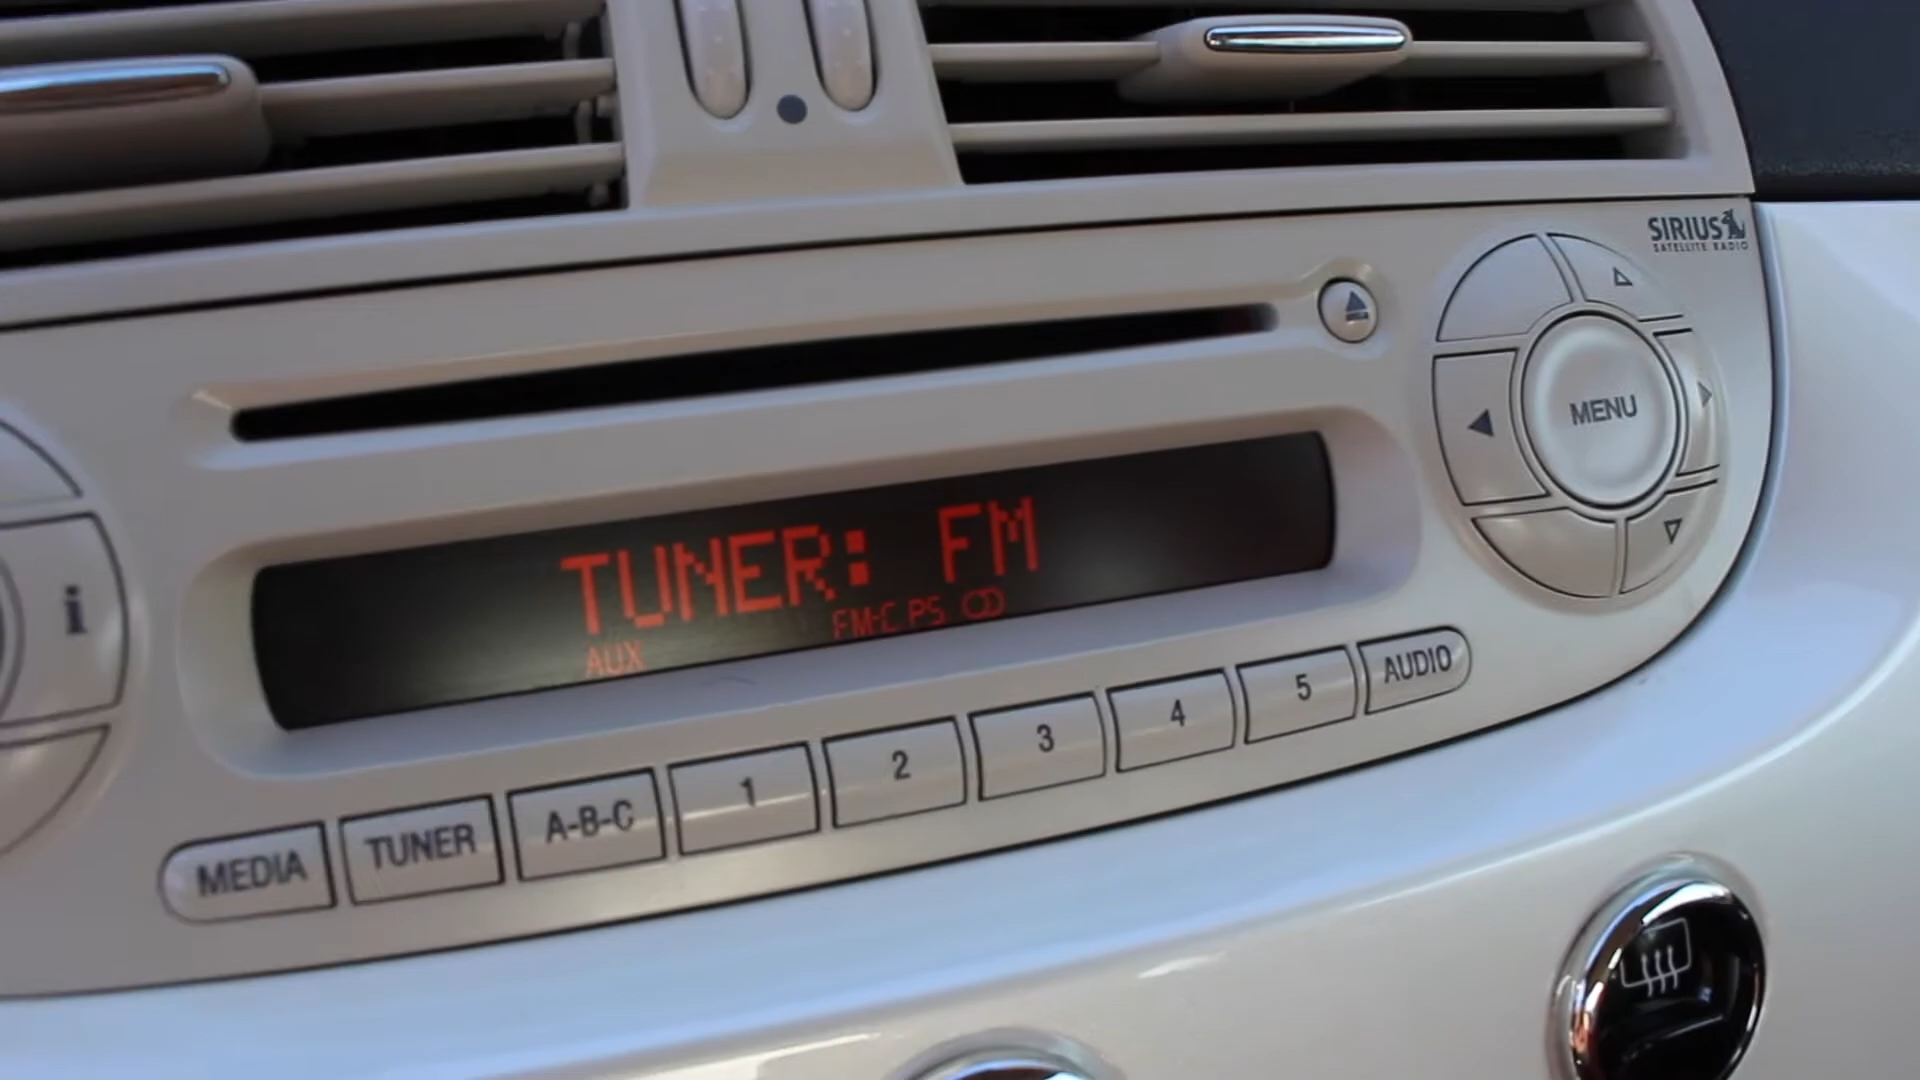 SIRIUS
SATELLITE RADIO
MENU
i
TUNER: FM
FM-C PS
AUX
MEDIA TUNER A-B-C 1 2 3 4 5 AUDIO